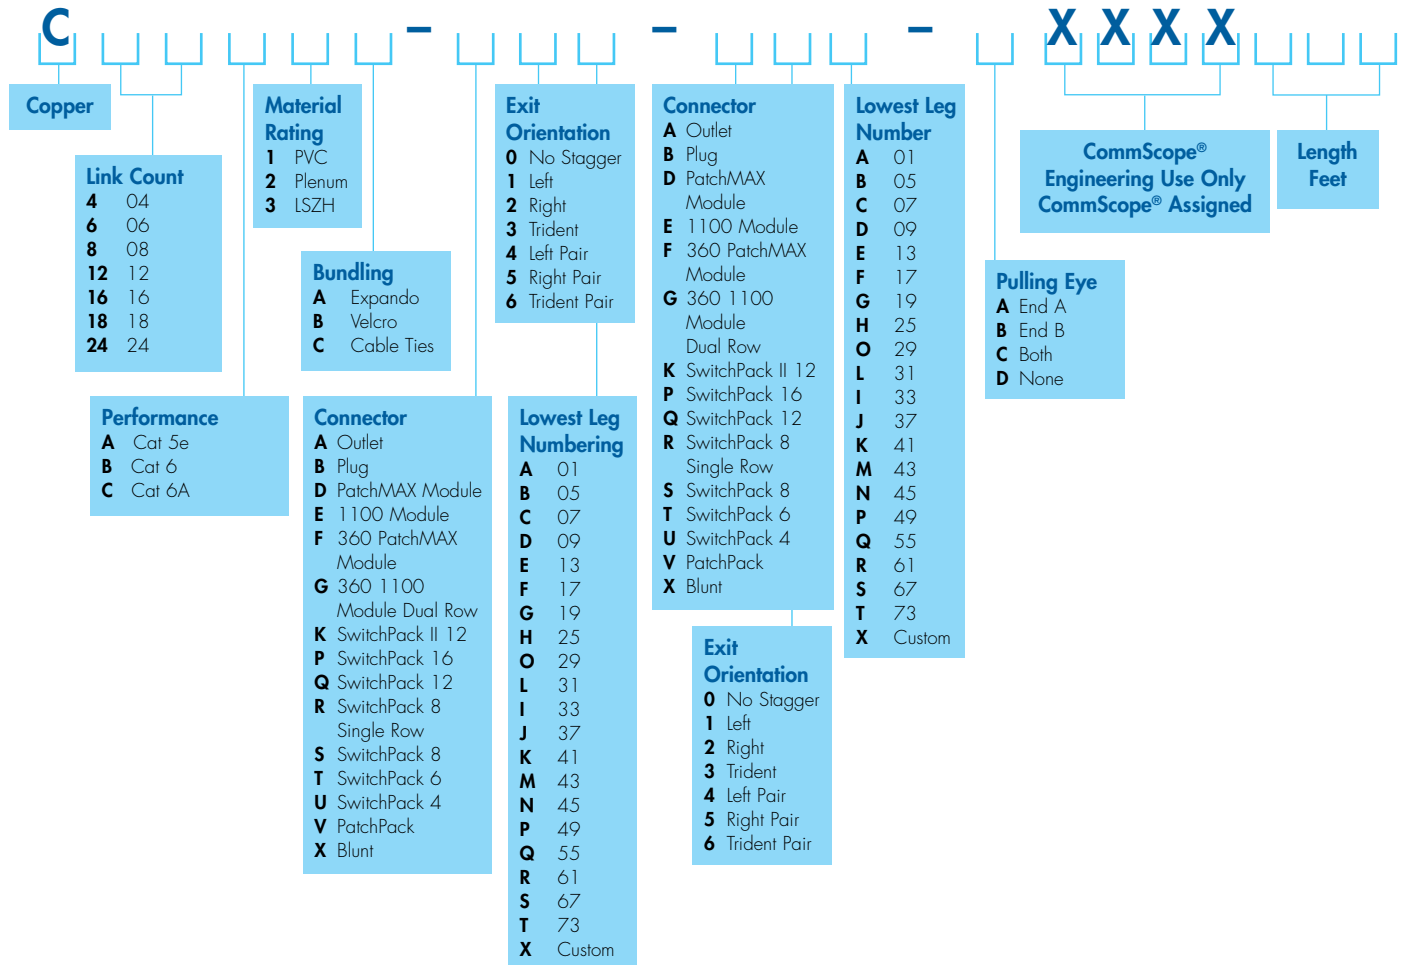 C – – – X X X X
Copper
Link Count
4 04
6 06
8 08
12 12
16 16
18 18
24 24
Performance
A Cat 5e
B Cat 6
C Cat 6A
Material
Rating
1 PVC
2 Plenum
3 LSZH
Bundling
A Expando
B Velcro
C Cable Ties
Connector
A Outlet
B Plug
D PatchMAX Module
E 1100 Module
F 360 PatchMAX
Module
G 360 1100
Module Dual Row
K SwitchPack II 12
P SwitchPack 16
Q SwitchPack 12
R SwitchPack 8
Single Row
S SwitchPack 8
T SwitchPack 6
U SwitchPack 4
V PatchPack
X Blunt
Exit
Orientation
0 No Stagger
1 Left
2 Right
3 Trident
4 Left Pair
5 Right Pair
6 Trident Pair
Lowest Leg
Numbering
A 01
B 05
C 07
D 09
E 13
F 17
G 19
H 25
O 29
L 31
I 33
J 37
K 41
M 43
N 45
P 49
Q 55
R 61
S 67
T 73
X Custom
Connector
A Outlet
B Plug
D PatchMAX
Module
E 1100 Module
F 360 PatchMAX
Module
G 360 1100
Module
Dual Row
K SwitchPack II 12
P SwitchPack 16
Q SwitchPack 12
R SwitchPack 8
Single Row
S SwitchPack 8
T SwitchPack 6
U SwitchPack 4
V PatchPack
X Blunt
Exit
Orientation
0 No Stagger
1 Left
2 Right
3 Trident
4 Left Pair
5 Right Pair
6 Trident Pair
Lowest Leg
Number
A 01
B 05
C 07
D 09
E 13
F 17
G 19
H 25
O 29
L 31
I 33
J 37
K 41
M 43
N 45
P 49
Q 55
R 61
S 67
T 73
X Custom
Pulling Eye
A End A
B End B
C Both
D None
CommScope®
Engineering Use Only
CommScope® Assigned
Length
Feet